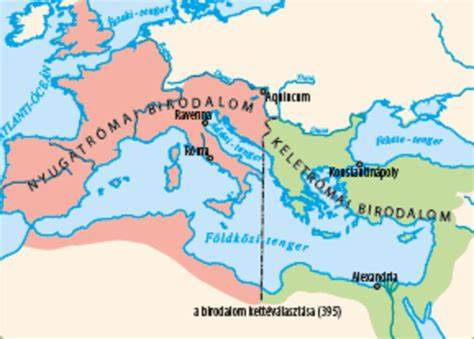 Északi-tenger
ATLANTI-ÓCEÁN
NYUGATRÓMAI BIRODALOM
Aquincum
Ravenna
Adriai-tenger
Róma
Fekete-tenger
KELETRÓMAI BIRODALOM
Konstantinápoly
Földközi-tenger
Alexandria
a birodalom kettéválasztása (395)